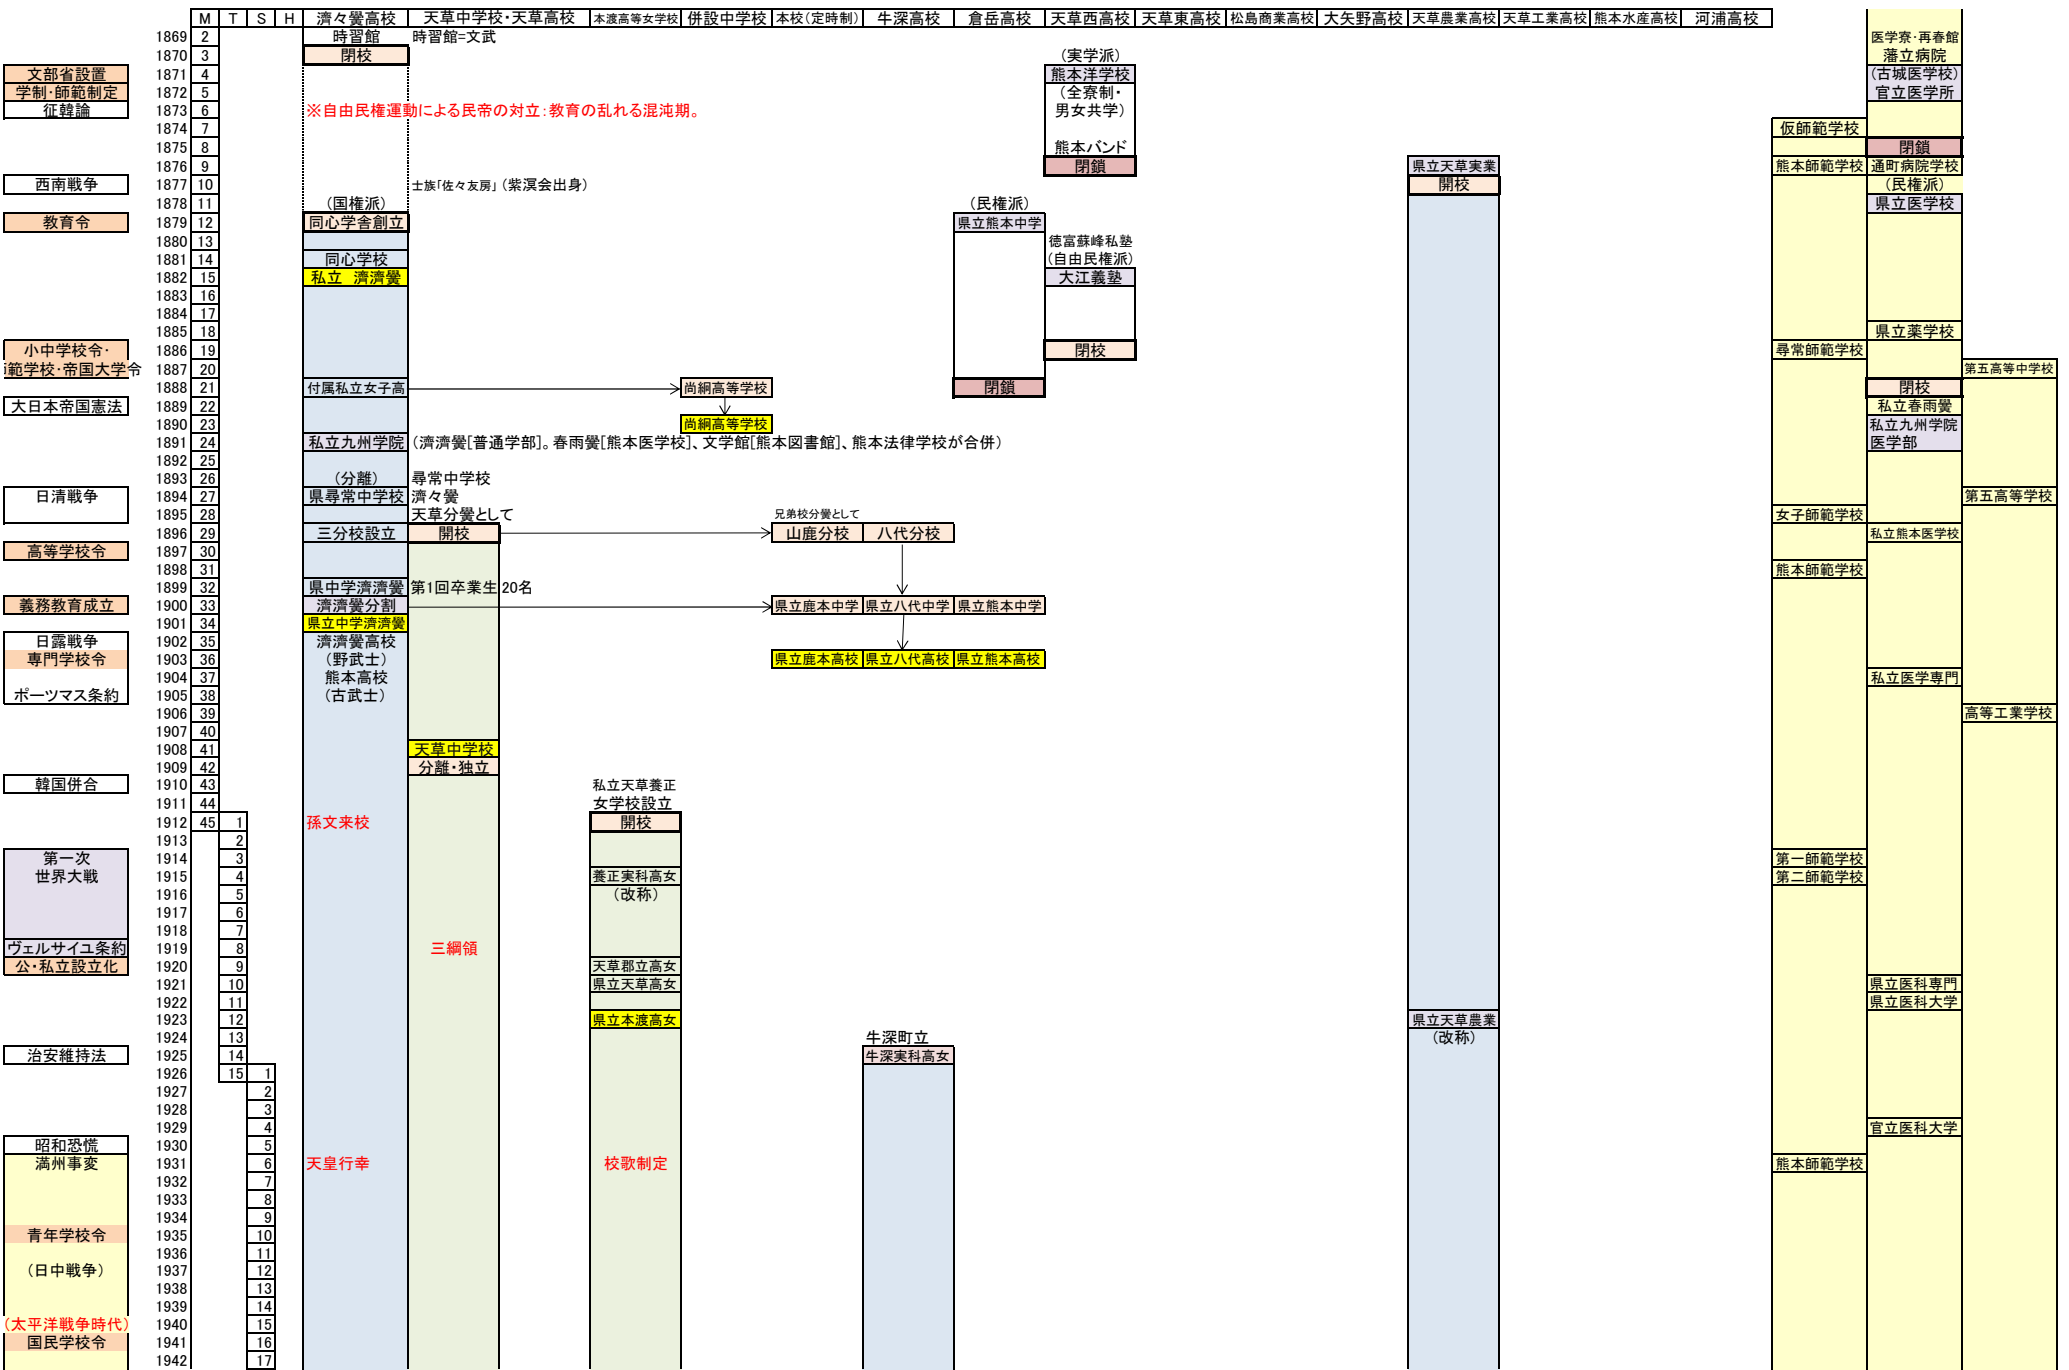 M T S H 濟々黌高校 天草中学校・天草高校 本渡高等女学校 併設中学校 本校(定時制) 牛深高校 倉岳高校 天草西高校 天草東高校 松島商業高校 大矢野高校 天草農業高校 天草工業高校 熊本水産高校 河浦高校
1869 2 時習館 時習館=文武 医学寮・再春館
1870 3 閉校 (実学派) 藩立病院
文部省設置 1871 4 熊本洋学校 (古城医学校)
学制・師範制定 1872 5 (全寮制・ 官立医学所
征韓論 1873 6 ※自由民権運動による民帝の対立：教育の乱れる混沌期。 男女共学)
1874 7 仮師範学校
1875 8 熊本バンド 閉鎖
1876 9 閉鎖 県立天草実業 熊本師範学校 通町病院学校
西南戦争 1877 10 士族「佐々友房」(紫溟会出身) 開校 (民権派)
1878 11 (国権派) (民権派) 県立医学校
教育令 1879 12 同心学舎創立 県立熊本中学
1880 13 徳富蘇峰私塾
1881 14 同心学校 (自由民権派)
1882 15 私立 濟濟黌 大江義塾
1883 16
1884 17
1885 18 県立薬学校
小中学校令・ 1886 19 閉校 尋常師範学校
範学校・帝国大学令 1887 20 第五高等中学校
1888 21 付属私立女子高 尚絅高等学校 閉鎖 閉校
大日本帝国憲法 1889 22 私立春雨黌
1890 23 尚絅高等学校 私立九州学院
1891 24 私立九州学院 (濟濟黌[普通学部]。春雨黌[熊本医学校]、文学館[熊本図書館]、熊本法律学校が合併) 医学部
1892 25
1893 26 (分離) 尋常中学校
日清戦争 1894 27 県尋常中学校 濟々黌 第五高等学校
1895 28 天草分黌として 兄弟校分黌として 女子師範学校
1896 29 三分校設立 開校 山鹿分校 八代分校 私立熊本医学校
高等学校令 1897 30
1898 31 熊本師範学校
1899 32 県中学濟濟黌 第1回卒業生 20名
義務教育成立 1900 33 濟濟黌分割 県立鹿本中学 県立八代中学 県立熊本中学
1901 34 県立中学濟濟黌
日露戦争 1902 35 濟濟黌高校
専門学校令 1903 36 (野武士) 県立鹿本高校 県立八代高校 県立熊本高校
1904 37 熊本高校 私立医学専門
ポーツマス条約 1905 38 (古武士)
1906 39 高等工業学校
1907 40
1908 41 天草中学校
1909 42 分離・独立
韓国併合 1910 43 私立天草養正
1911 44 女学校設立
1912 45 1 孫文来校 開校
1913 2
第一次 1914 3 第一師範学校
世界大戦 1915 4 養正実科高女 第二師範学校
1916 5 (改称)
1917 6
1918 7
ヴェルサイユ条約 1919 8 三綱領
公・私立設立化 1920 9 天草郡立高女
1921 10 県立天草高女 県立医科専門
1922 11 県立医科大学
1923 12 県立本渡高女 県立天草農業
1924 13 牛深町立 (改称)
治安維持法 1925 14 牛深実科高女
1926 15 1
1927 2
1928 3
1929 4 官立医科大学
昭和恐慌 1930 5
満州事変 1931 6 天皇行幸 校歌制定 熊本師範学校
1932 7
1933 8
1934 9
青年学校令 1935 10
1936 11
(日中戦争) 1937 12
1938 13
1939 14
(太平洋戦争時代) 1940 15
国民学校令 1941 16
1942 17